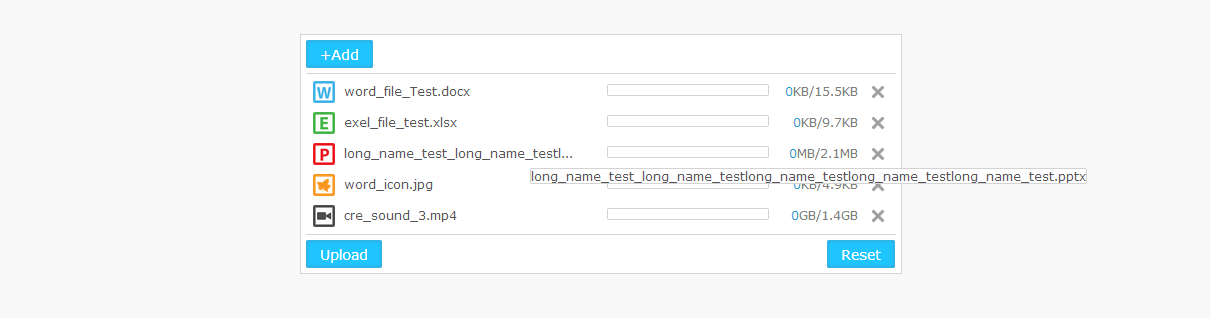 +Add
W word_file_Test.docx 0KB/15.5KB
E exel_file_test.xlsx 0KB/9.7KB
P long_name_test_long_name_testl... 0MB/2.1MB
long_name_test_long_name_testlong_name_testlong_name_testlong_name_test.pptx
word_icon.jpg 0KB/4.9KB
cre_sound_3.mp4 0GB/1.4GB
Upload Reset